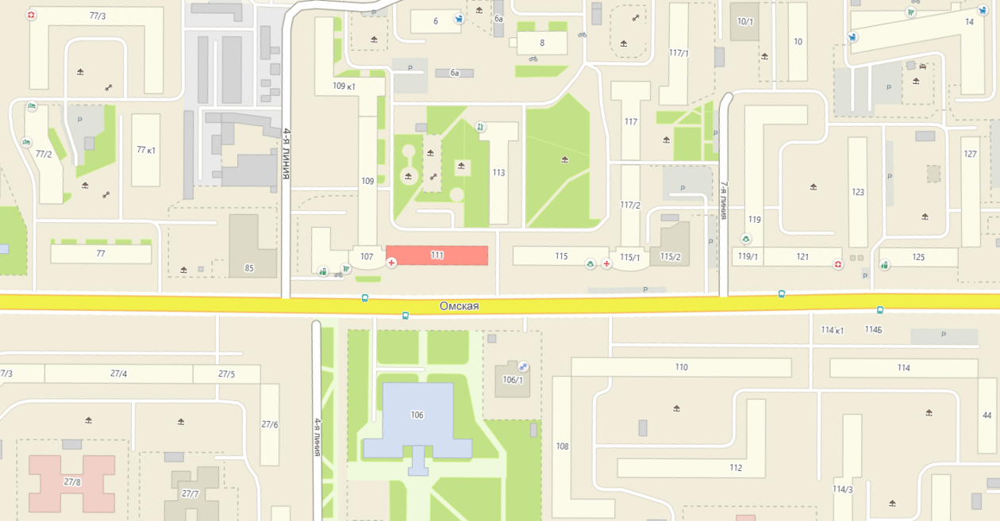 77/3
6
6а
10/1
14
8
10
117/1
P
6а
P
109 к1
P
117
P
77/2
77 к1
4-я линия
P
127
113
P
109
P
7-я линия
123
117/2
119
P
77
107
111
115
115/1
115/2
119/1
121
125
85
P
P
Омская
114 к1
114Б
P
27/3
27/4
27/5
110
114
106/1
106
44
27/6
4-я линия
108
112
27/8
27/7
114/3